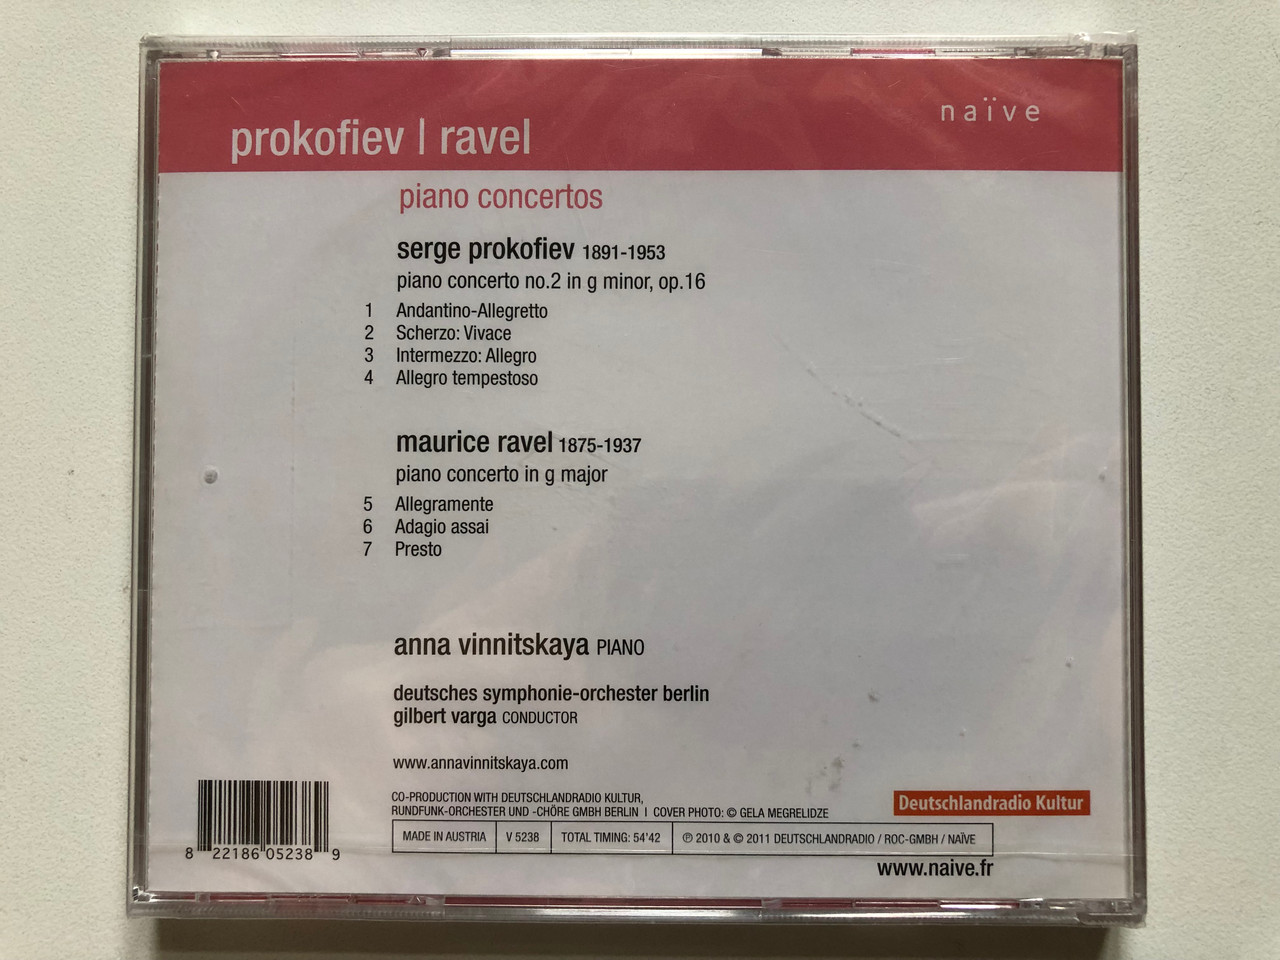 naïve
prokofiev | ravel
piano concertos
serge prokofiev 1891-1953
piano concerto no.2 in g minor, op.16
1 Andantino-Allegretto
2 Scherzo: Vivace
3 Intermezzo: Allegro
4 Allegro tempestoso
maurice ravel 1875-1937
piano concerto in g major
5 Allegramente
6 Adagio assai
7 Presto
anna vinnitskaya PIANO
deutsches symphonie-orchester berlin
gilbert varga CONDUCTOR
www.annavinnitskaya.com
CO-PRODUCTION WITH DEUTSCHLANDRADIO KULTUR,
RUNDFUNK-ORCHESTER UND -CHÖRE GMBH BERLIN | COVER PHOTO: © GELA MEGRELIDZE
Deutschlandradio Kultur
MADE IN AUSTRIA V 5238 TOTAL TIMING: 54'42 ℗ 2010 & © 2011 DEUTSCHLANDRADIO / ROC-GMBH / NAÏVE
8 22186 05238 9
www.naive.fr